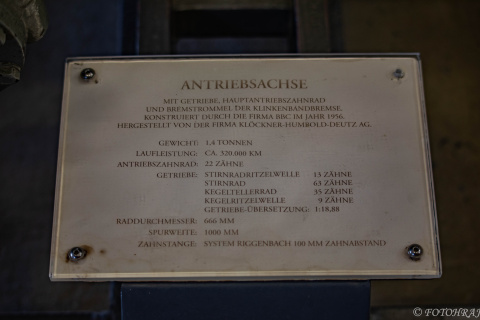 ANTRIEBSACHSE
MIT GETRIEBE, HAUPTANTRIEBSZAHNRAD
UND BREMSTROMMEL DER KLINKENBANDBREMSE.
KONSTRUIERT DURCH DIE FIRMA BBC IM JAHR 1956,
HERGESTELLT VON DER FIRMA KLÖCKNER-HUMBOLD-DEUTZ AG.
GEWICHT: 1,4 TONNEN
LAUFLEISTUNG: CA. 520.000 KM
ANTRIEBSZAHNRAD: 22 ZÄHNE
GETRIEBE: STIRNRADRITZELWELLE 13 ZÄHNE
STIRNRAD 63 ZÄHNE
KEGELTELLERRAD 35 ZÄHNE
KEGELRITZELWELLE 9 ZÄHNE
GETRIEBE-ÜBERSETZUNG: 1:18,88
RADDURCHMESSER: 666 MM
SPURWEITE: 1000 MM
ZAHNSTANGE: SYSTEM RIGGENBACH 100 MM ZAHNABSTAND
© FOTOHRAF